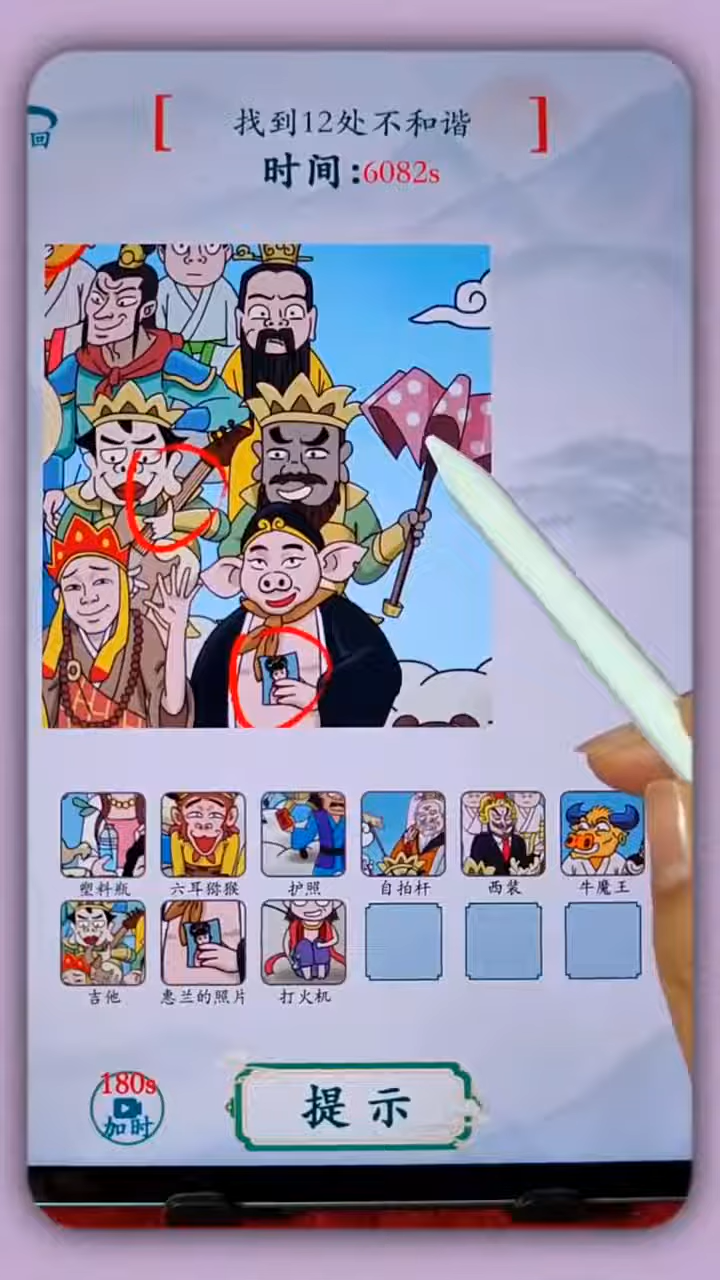 回
找到12处不和谐
时间:6082s
塑料瓶 六耳猕猴 护照 自拍杆 西装 牛魔王
吉他 惠兰的照片 打火机
180s
加时
提示